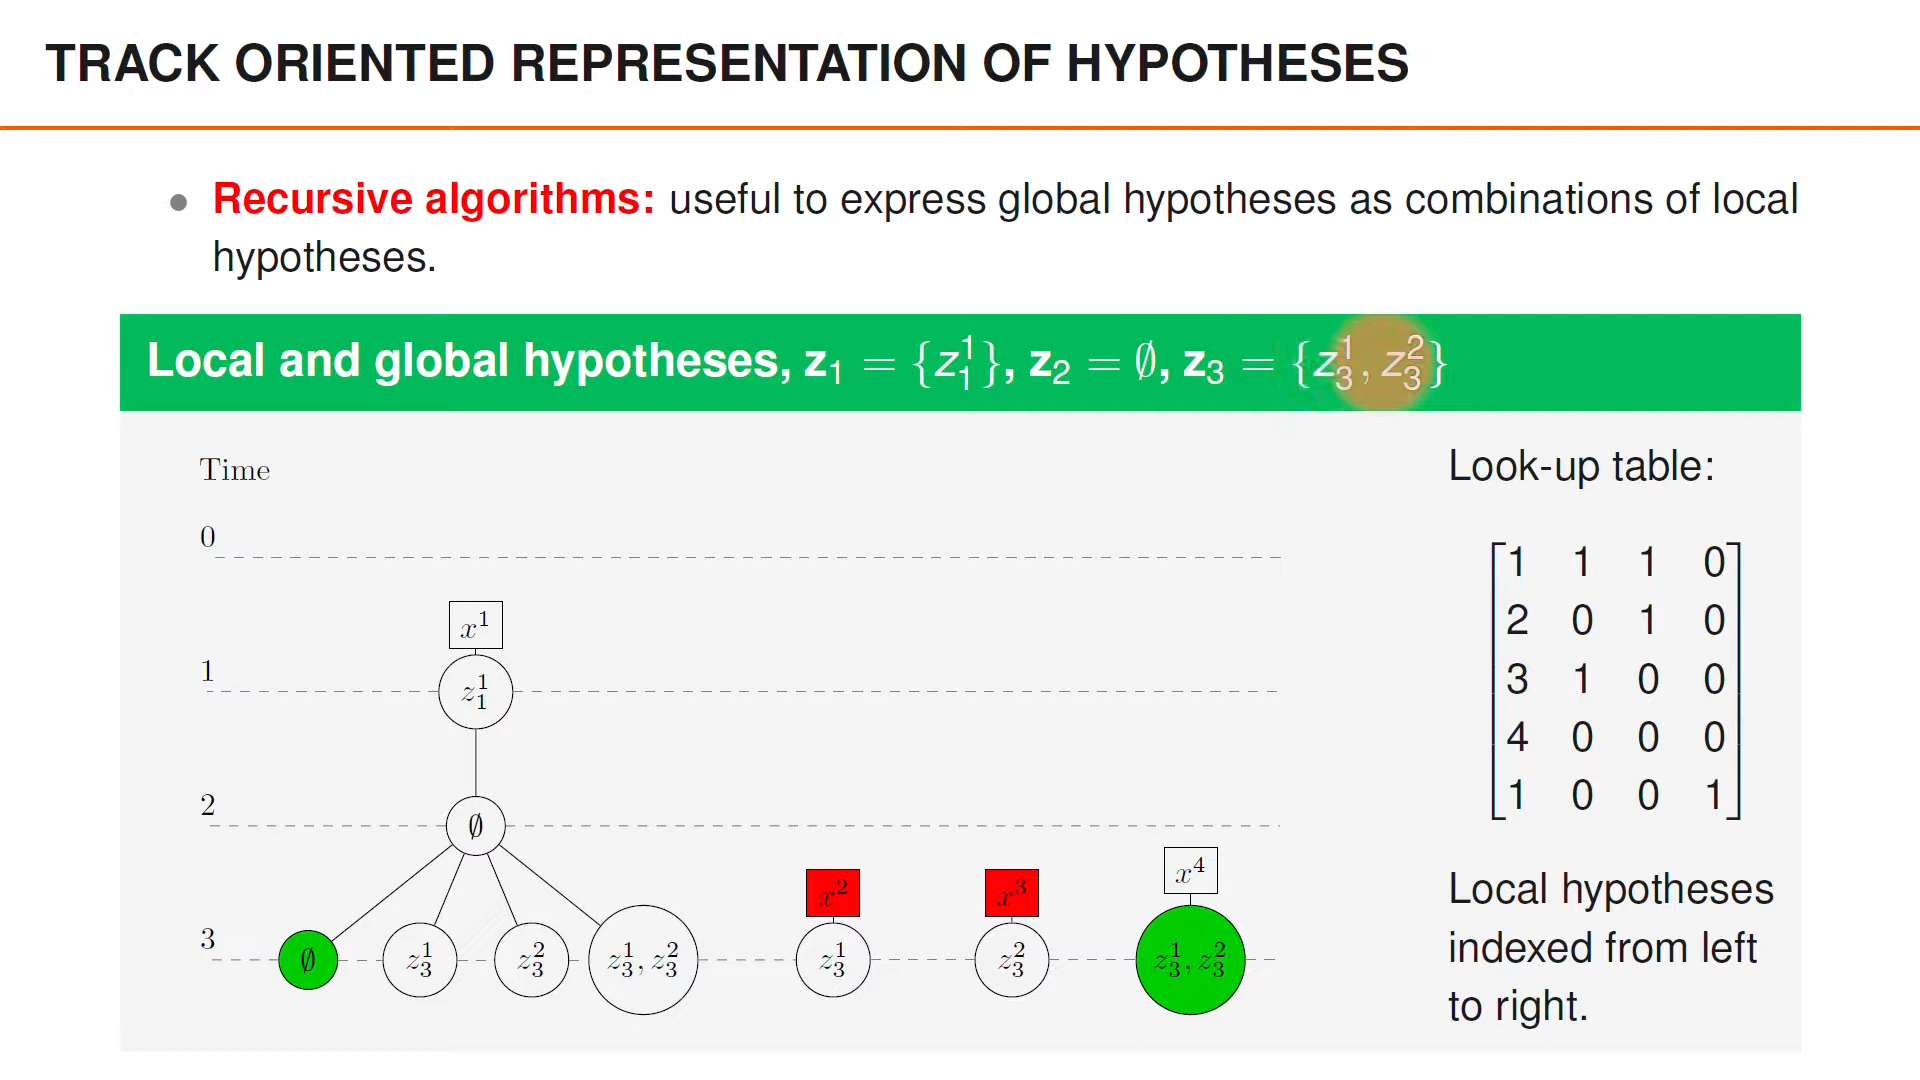 TRACK ORIENTED REPRESENTATION OF HYPOTHESES
• Recursive algorithms: useful to express global hypotheses as combinations of local
hypotheses.
Local and global hypotheses, z₁ = {z₁¹}, z₂ = ∅, z₃ = {z₃¹, z₃²}
Time
0
x¹
1
z₁¹
2
∅
x²
x³
x⁴
3
∅
z₃¹
z₃²
z₃¹, z₃²
z₃¹
z₃²
z₃¹, z₃²
Look-up table:
1 1 1 0
2 0 1 0
3 1 0 0
4 0 0 0
1 0 0 1
Local hypotheses
indexed from left
to right.